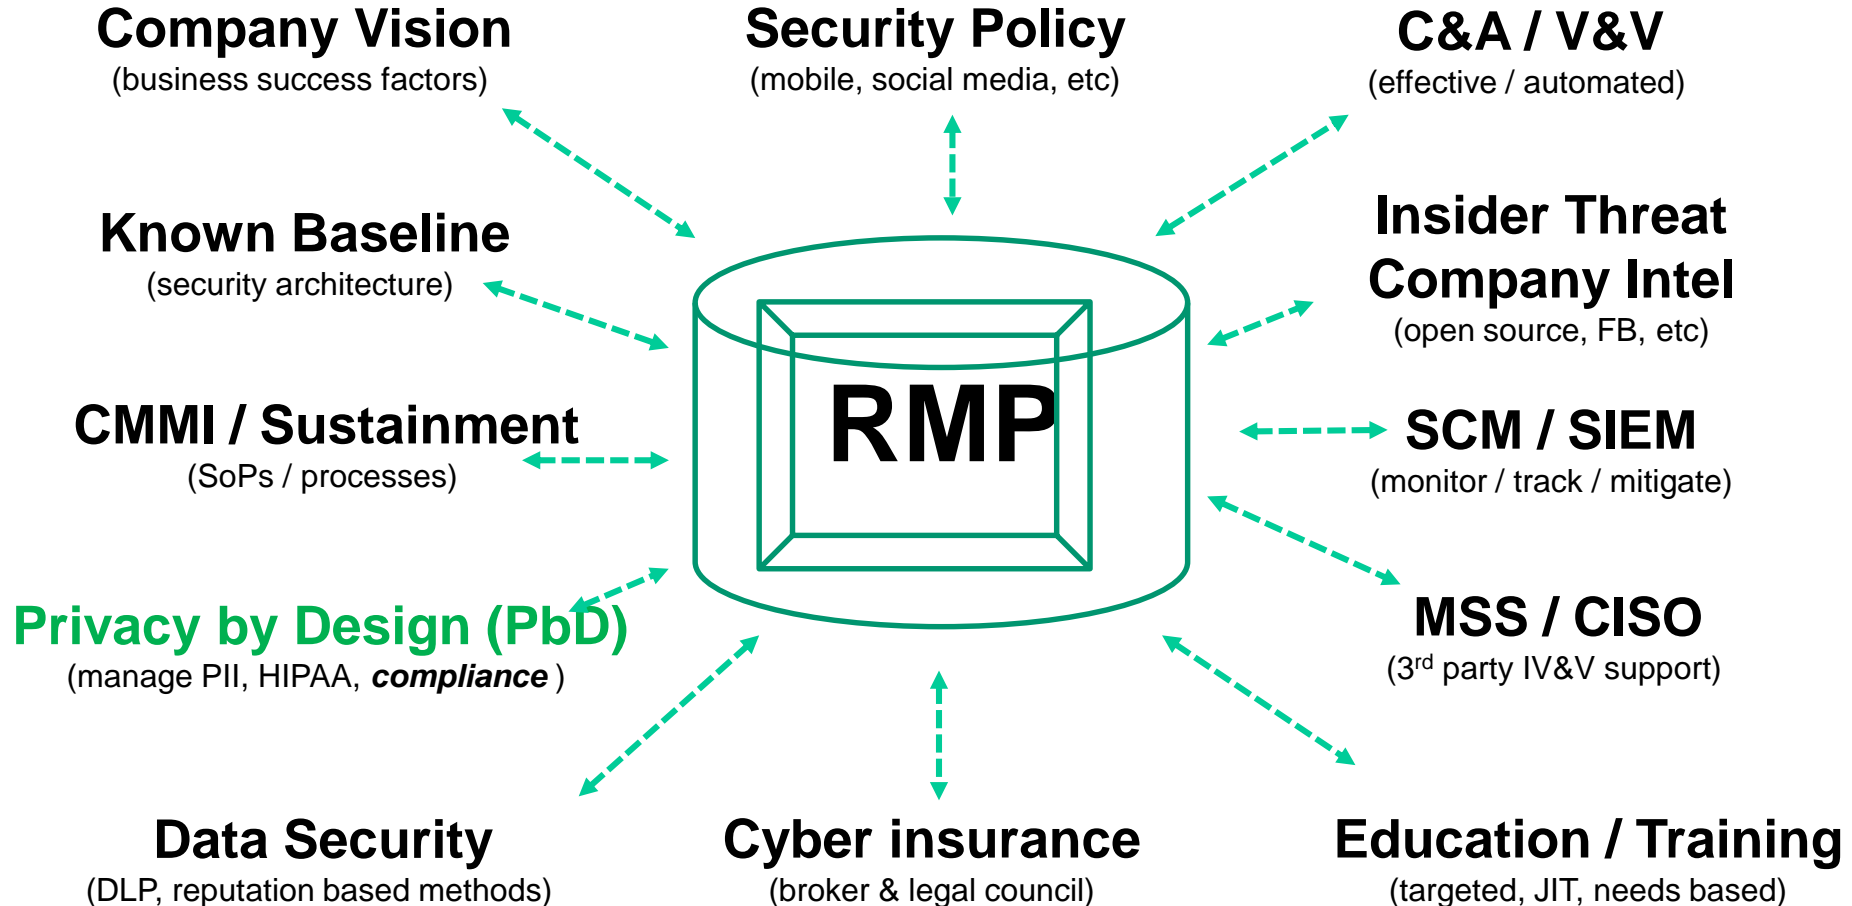 Company Vision
(business success factors)
Security Policy
(mobile, social media, etc)
C&A / V&V
(effective / automated)
Known Baseline
(security architecture)
Insider Threat
Company Intel
(open source, FB, etc)
RMP
CMMI / Sustainment
(SoPs / processes)
SCM / SIEM
(monitor / track / mitigate)
Privacy by Design (PbD)
(manage PII, HIPAA, compliance )
MSS / CISO
(3rd party IV&V support)
Data Security
(DLP, reputation based methods)
Cyber insurance
(broker & legal council)
Education / Training
(targeted, JIT, needs based)